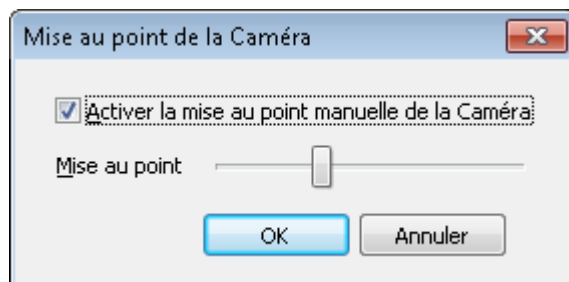 Mise au point de la Caméra
Activer la mise au point manuelle de la Caméra
Mise au point
OK Annuler